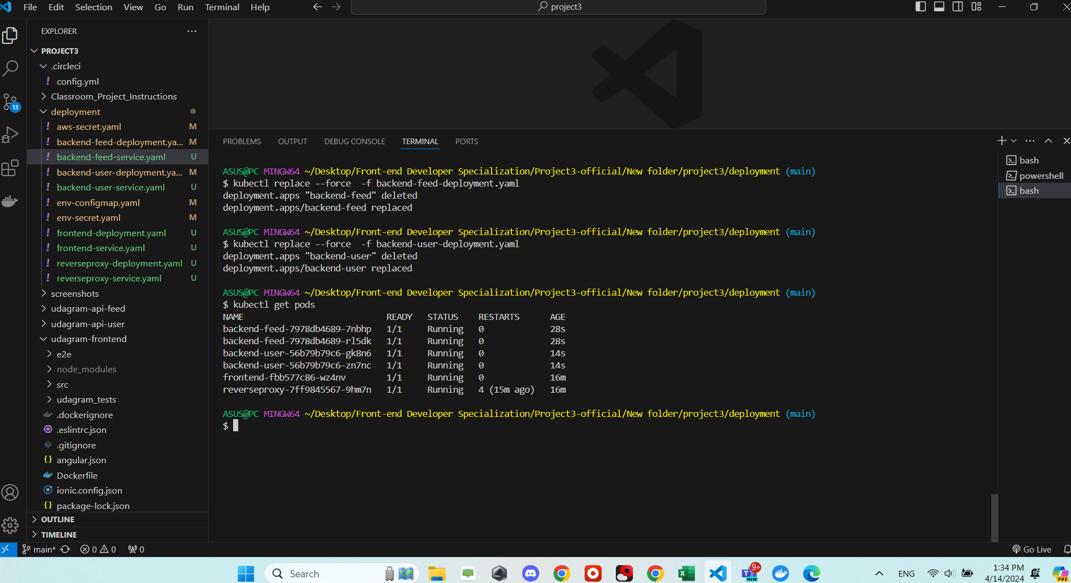 File Edit Selection View Go Run Terminal Help
project3
EXPLORER
PROJECT3
.circleci
! config.yml
Classroom_Project_Instructions
deployment
! aws-secret.yaml M
! backend-feed-deployment.ya... M
! backend-feed-service.yaml U
! backend-user-deployment.ya... M
! backend-user-service.yaml U
! env-configmap.yaml M
! env-secret.yaml M
! frontend-deployment.yaml U
! frontend-service.yaml U
! reverseproxy-deployment.yaml U
! reverseproxy-service.yaml U
screenshots
udagram-api-feed
udagram-api-user
udagram-frontend
e2e
node_modules
src
udagram_tests
.dockerignore
.eslintrc.json
.gitignore
{} angular.json
Dockerfile
ionic.config.json
{} package-lock.json
OUTLINE
TIMELINE
13
PROBLEMS OUTPUT DEBUG CONSOLE TERMINAL PORTS
bash
powershell
bash
ASUS@PC MINGW64 ~/Desktop/Front-end Developer Specialization/Project3-official/New folder/project3/deployment (main)
$ kubectl replace --force  -f backend-feed-deployment.yaml
deployment.apps "backend-feed" deleted
deployment.apps/backend-feed replaced
ASUS@PC MINGW64 ~/Desktop/Front-end Developer Specialization/Project3-official/New folder/project3/deployment (main)
$ kubectl replace --force  -f backend-user-deployment.yaml
deployment.apps "backend-user" deleted
deployment.apps/backend-user replaced
ASUS@PC MINGW64 ~/Desktop/Front-end Developer Specialization/Project3-official/New folder/project3/deployment (main)
$ kubectl get pods
NAME READY STATUS RESTARTS AGE
backend-feed-7978db4689-7nbhp 1/1 Running 0 28s
backend-feed-7978db4689-rl5dk 1/1 Running 0 28s
backend-user-56b79b79c6-gk8n6 1/1 Running 0 14s
backend-user-56b79b79c6-zn7nc 1/1 Running 0 14s
frontend-fbb577c86-wz4nv 1/1 Running 0 16m
reverseproxy-7ff9845567-9hm7n 1/1 Running 4 (15m ago) 16m
ASUS@PC MINGW64 ~/Desktop/Front-end Developer Specialization/Project3-official/New folder/project3/deployment (main)
$
main* 0 0 0
Go Live
Search
9+
NEW
ENG
1:34 PM
4/14/2024
PRE